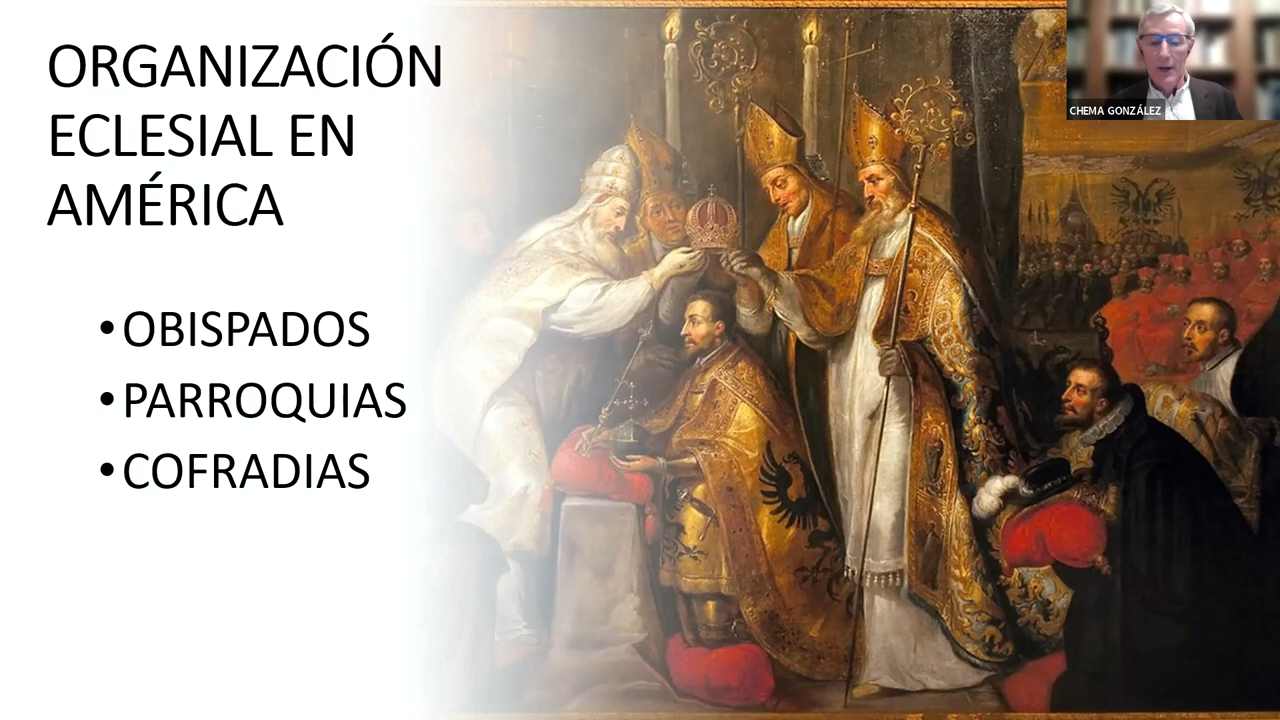 ORGANIZACIÓN
ECLESIAL EN
AMÉRICA
•OBISPADOS
•PARROQUIAS
•COFRADIAS
CHEMA GONZÁLEZ